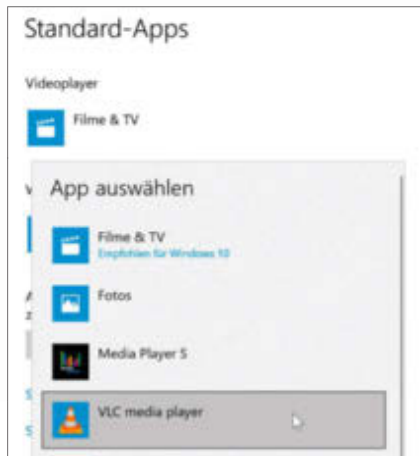 Standard-Apps
Videoplayer
Filme & TV
App auswählen
Filme & TV
Empfohlen für Windows 10
Fotos
Media Player S
VLC media player